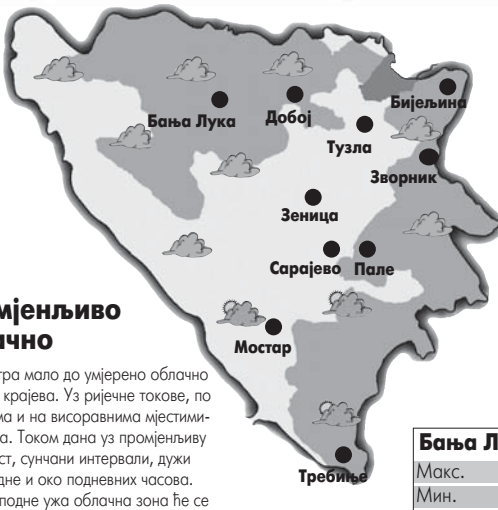 Бања Лука
Добој
Бијељина
Тузла
Зворник
Зеница
Сарајево Пале
Мостар
Требиње
мјенљиво
ачно
тра мало до умјерено облачно
крајева. Уз ријечне токове, по
ма и на висоравнима мјестими-
а. Током дана уз промјенљиву
ст, сунчани интервали, дужи
дне и око подневних часова.
подне ужа облачна зона ће се
Бања Л
Макс.
Мин.